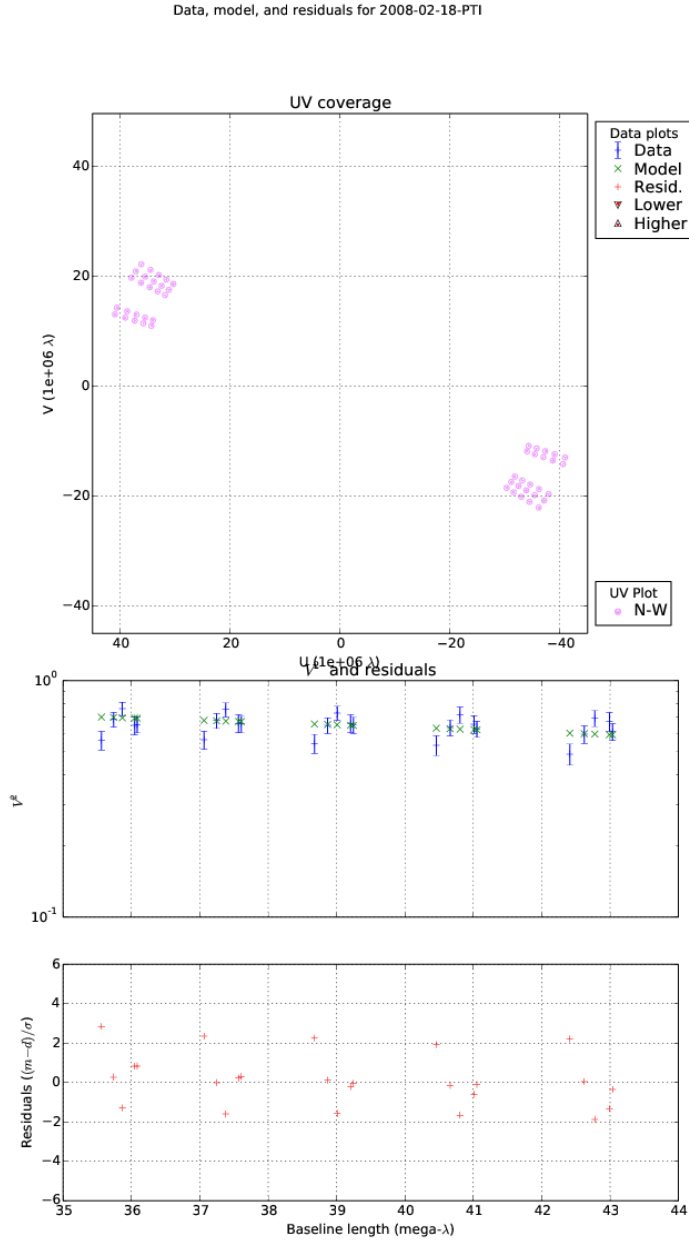 Data, model, and residuals for 2008-02-18-PTI
UV coverage
Data plots
Data
Model
Resid.
Lower
Higher
40
20
0
−20
−40
V (1e+06 λ)
UV Plot
N-W
40
20
0
−20
−40
U (1e+06 λ)
V² and residuals
10⁰
V²
10⁻¹
6
4
2
0
−2
−4
−6
Residuals ((m−d)/σ)
35
36
37
38
39
40
41
42
43
44
Baseline length (mega-λ)